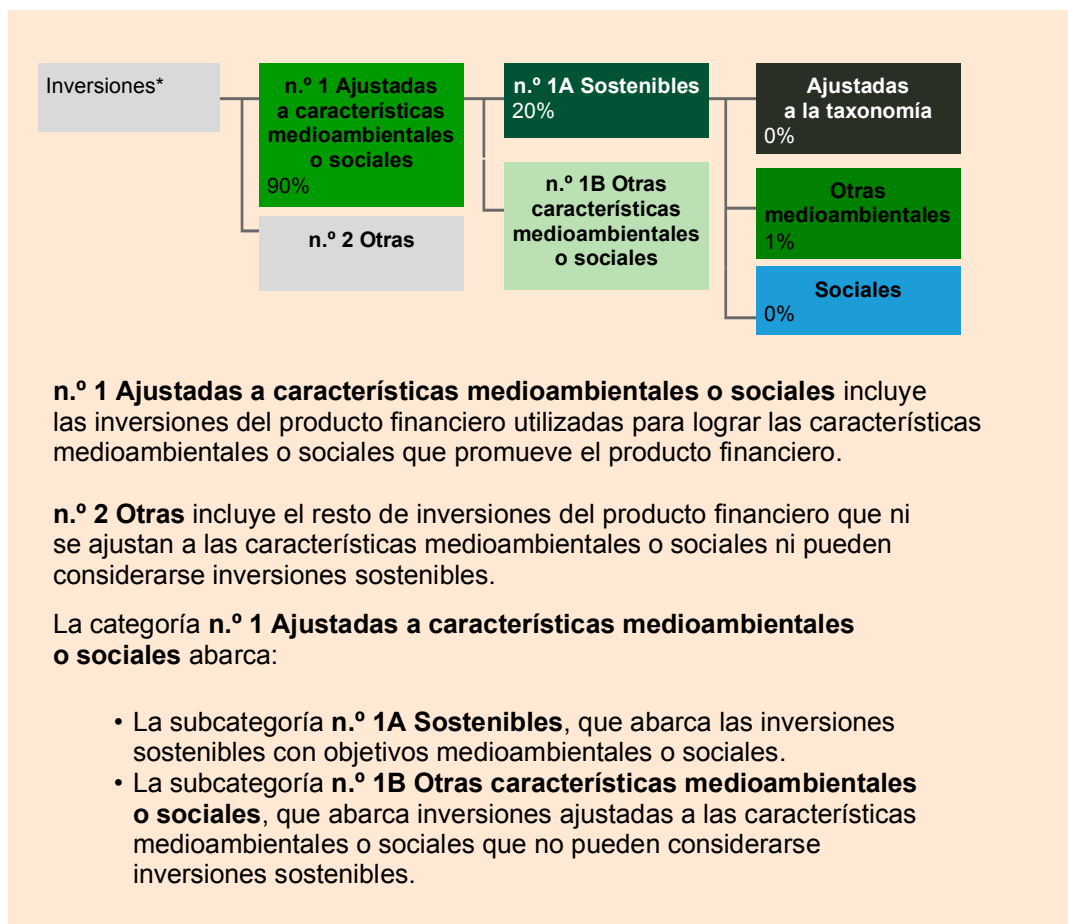 Inversiones*
n.º 1 Ajustadas
a características
medioambientales
o sociales
90%
n.º 2 Otras
n.º 1A Sostenibles
20%
n.º 1B Otras
características
medioambientales
o sociales
Ajustadas
a la taxonomía
0%
Otras
medioambientales
1%
Sociales
0%
n.º 1 Ajustadas a características medioambientales o sociales incluye
las inversiones del producto financiero utilizadas para lograr las características
medioambientales o sociales que promueve el producto financiero.
n.º 2 Otras incluye el resto de inversiones del producto financiero que ni
se ajustan a las características medioambientales o sociales ni pueden
considerarse inversiones sostenibles.
La categoría n.º 1 Ajustadas a características medioambientales
o sociales abarca:
• La subcategoría n.º 1A Sostenibles, que abarca las inversiones
sostenibles con objetivos medioambientales o sociales.
• La subcategoría n.º 1B Otras características medioambientales
o sociales, que abarca inversiones ajustadas a las características
medioambientales o sociales que no pueden considerarse
inversiones sostenibles.